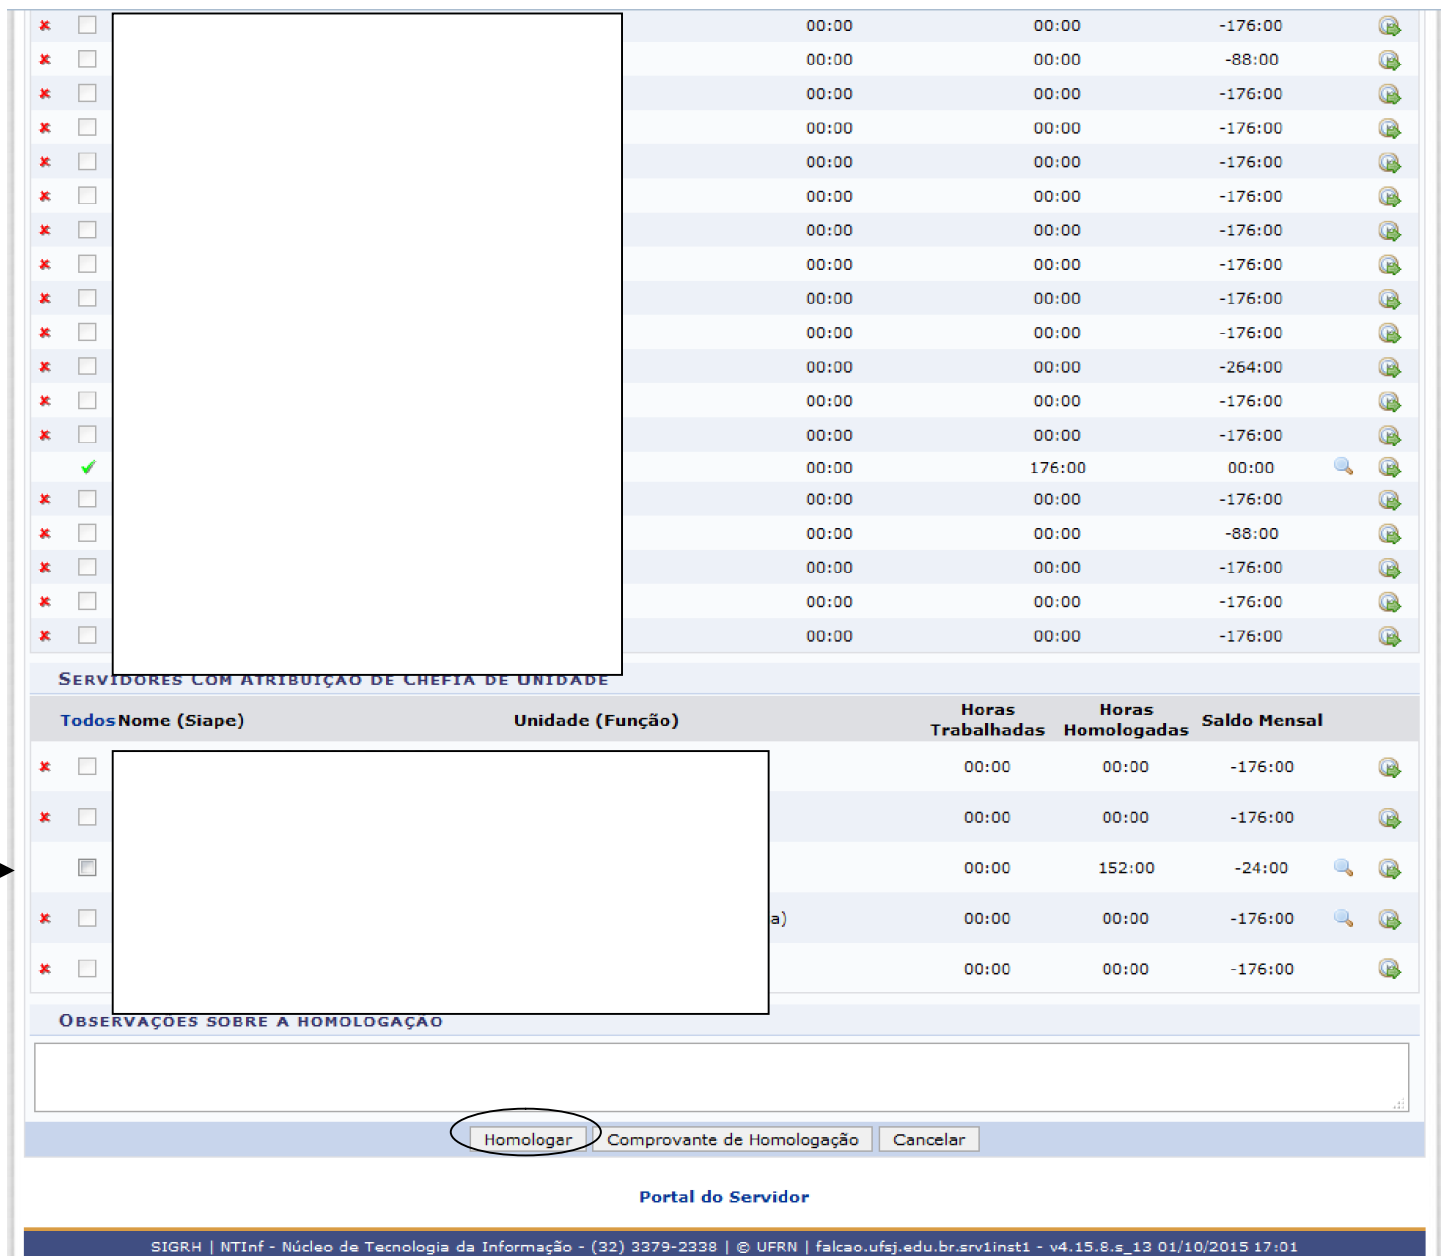 00:00 00:00 -176:00
00:00 00:00 -88:00
00:00 00:00 -176:00
00:00 00:00 -176:00
00:00 00:00 -176:00
00:00 00:00 -176:00
00:00 00:00 -176:00
00:00 00:00 -176:00
00:00 00:00 -176:00
00:00 00:00 -176:00
00:00 00:00 -264:00
00:00 00:00 -176:00
00:00 00:00 -176:00
00:00 176:00 00:00
00:00 00:00 -176:00
00:00 00:00 -88:00
00:00 00:00 -176:00
00:00 00:00 -176:00
00:00 00:00 -176:00
SERVIDORES COM ATRIBUIÇÃO DE CHEFIA DE UNIDADE
Todos Nome (Siape) Unidade (Função) Horas Trabalhadas Horas Homologadas Saldo Mensal
00:00 00:00 -176:00
00:00 00:00 -176:00
00:00 152:00 -24:00
a) 00:00 00:00 -176:00
00:00 00:00 -176:00
OBSERVAÇÕES SOBRE A HOMOLOGAÇÃO
Homologar Comprovante de Homologação Cancelar
Portal do Servidor
SIGRH | NTInf - Núcleo de Tecnologia da Informação - (32) 3379-2338 | © UFRN | falcao.ufsj.edu.br.srv1inst1 - v4.15.8.s_13 01/10/2015 17:01